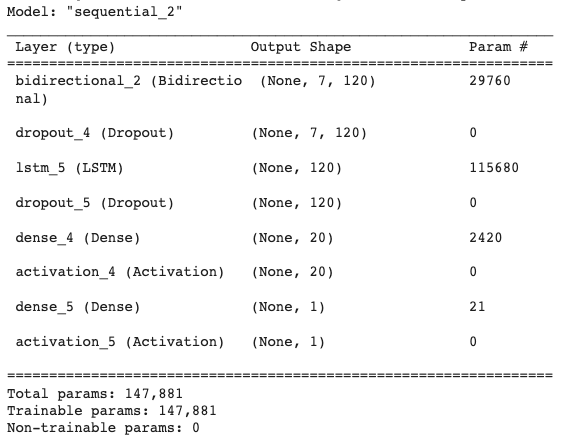 Model: "sequential_2"
Layer (type) Output Shape Param #
bidirectional_2 (Bidirectio (None, 7, 120) 29760
nal)
dropout_4 (Dropout) (None, 7, 120) 0
lstm_5 (LSTM) (None, 120) 115680
dropout_5 (Dropout) (None, 120) 0
dense_4 (Dense) (None, 20) 2420
activation_4 (Activation) (None, 20) 0
dense_5 (Dense) (None, 1) 21
activation_5 (Activation) (None, 1) 0
Total params: 147,881
Trainable params: 147,881
Non-trainable params: 0